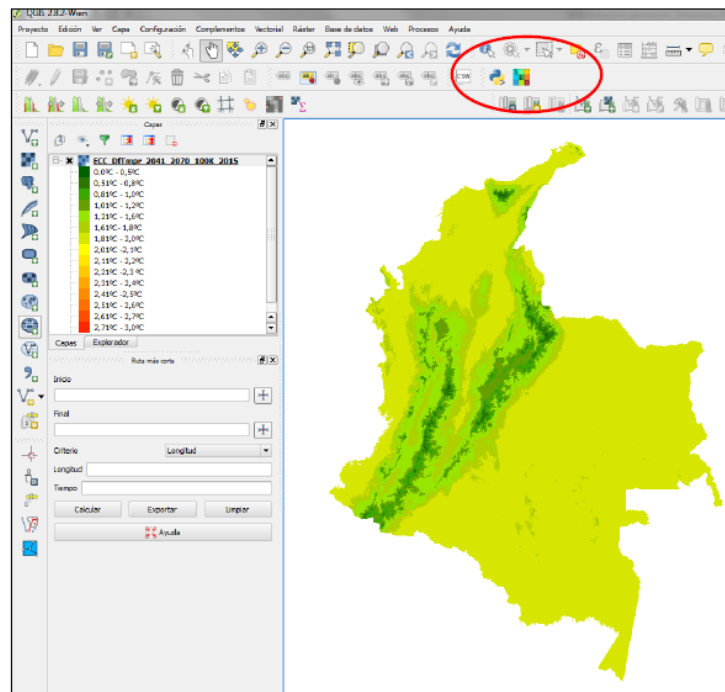 QGIS 2.8.2-Wien
Proyecto Edición Ver Capa Configuración Complementos Vectorial Ráster Base de datos Web Procesos Ayuda
CSW
Capas
ECC_DfTmpr_2041_2070_100K_2015
0.0ºC - 0,5ºC
0,51ºC - 0,8ºC
0,81ºC - 1,0ºC
1,01ºC - 1,2ºC
1,21ºC - 1,6ºC
1,61ºC - 1,8ºC
1,81ºC - 2,0ºC
2,01ºC -2,1ºC
2,11ºC -2,2ºC
2,21ºC -2,3 ºC
2,31ºC -2,4ºC
2,41ºC -2,5ºC
2,51ºC -2,6ºC
2,61ºC -2,7ºC
2,71ºC -3,0ºC
Capas Explorador
Ruta más corta
Inicio
Final
Criterio Longitud
Longitud
Tiempo
Calcular Exportar Limpiar
Ayuda